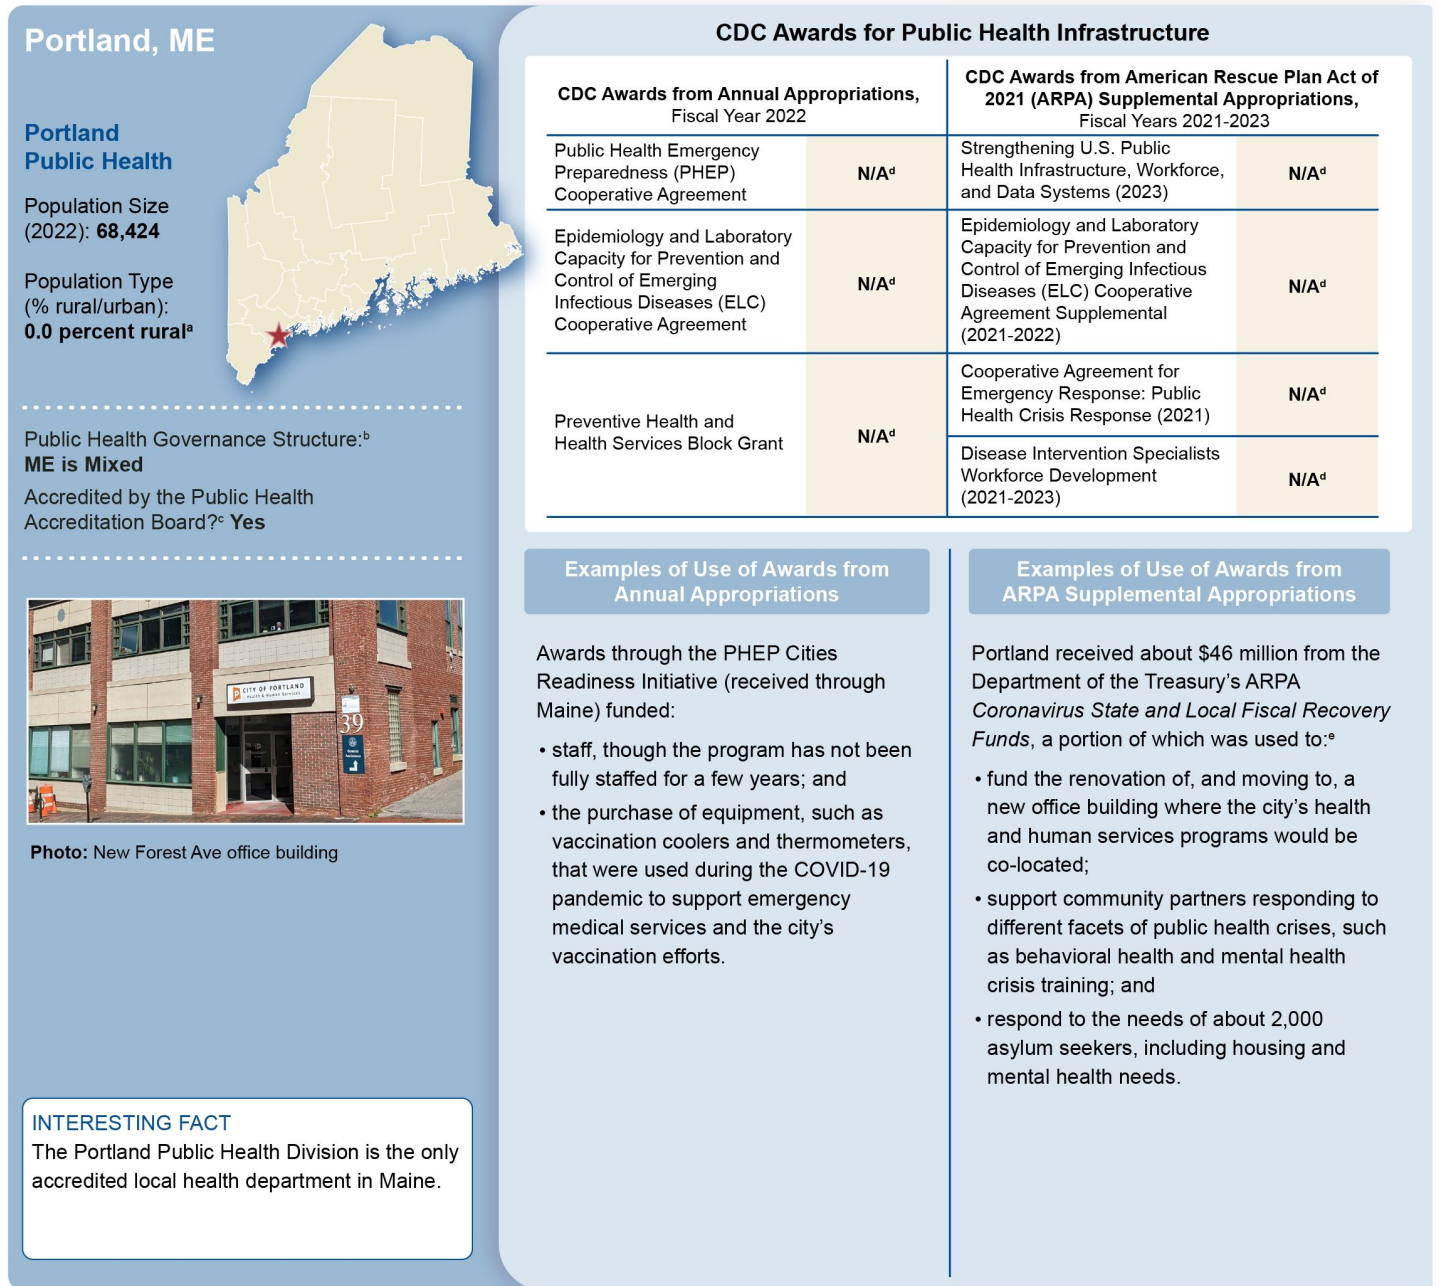 Portland, ME
Portland
Public Health
Population Size
(2022): 68,424
Population Type
(% rural/urban):
0.0 percent ruralᵃ
Public Health Governance Structure:ᵇ
ME is Mixed
Accredited by the Public Health
Accreditation Board?ᶜ Yes
CITY OF PORTLAND
Health & Human Services
39
Photo: New Forest Ave office building
INTERESTING FACT
The Portland Public Health Division is the only
accredited local health department in Maine.
CDC Awards for Public Health Infrastructure
CDC Awards from Annual Appropriations,
Fiscal Year 2022
CDC Awards from American Rescue Plan Act of
2021 (ARPA) Supplemental Appropriations,
Fiscal Years 2021-2023
Public Health Emergency
Preparedness (PHEP)
Cooperative Agreement
N/Aᵈ
Strengthening U.S. Public
Health Infrastructure, Workforce,
and Data Systems (2023)
N/Aᵈ
Epidemiology and Laboratory
Capacity for Prevention and
Control of Emerging
Infectious Diseases (ELC)
Cooperative Agreement
N/Aᵈ
Epidemiology and Laboratory
Capacity for Prevention and
Control of Emerging Infectious
Diseases (ELC) Cooperative
Agreement Supplemental
(2021-2022)
N/Aᵈ
Preventive Health and
Health Services Block Grant
N/Aᵈ
Cooperative Agreement for
Emergency Response: Public
Health Crisis Response (2021)
N/Aᵈ
Disease Intervention Specialists
Workforce Development
(2021-2023)
N/Aᵈ
Examples of Use of Awards from
Annual Appropriations
Awards through the PHEP Cities
Readiness Initiative (received through
Maine) funded:
• staff, though the program has not been
fully staffed for a few years; and
• the purchase of equipment, such as
vaccination coolers and thermometers,
that were used during the COVID-19
pandemic to support emergency
medical services and the city’s
vaccination efforts.
Examples of Use of Awards from
ARPA Supplemental Appropriations
Portland received about $46 million from the
Department of the Treasury’s ARPA
Coronavirus State and Local Fiscal Recovery
Funds, a portion of which was used to:ᵉ
• fund the renovation of, and moving to, a
new office building where the city’s health
and human services programs would be
co-located;
• support community partners responding to
different facets of public health crises, such
as behavioral health and mental health
crisis training; and
• respond to the needs of about 2,000
asylum seekers, including housing and
mental health needs.